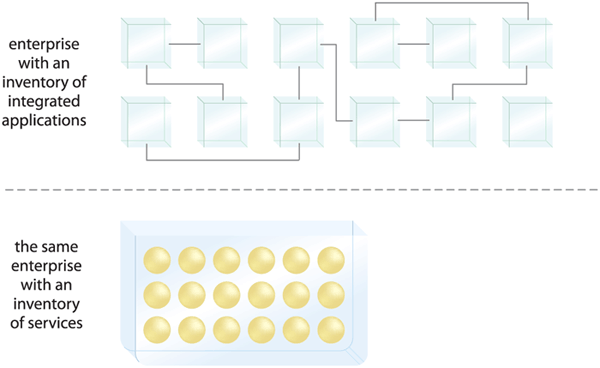 enterprise
with an
inventory of
integrated
applications
the same
enterprise
with an
inventory
of services